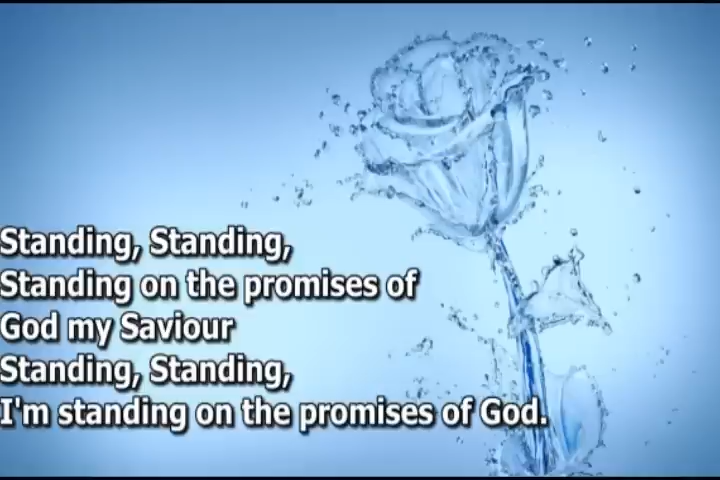 Standing, Standing,
Standing on the promises of
God my Saviour
Standing, Standing,
I'm standing on the promises of God.